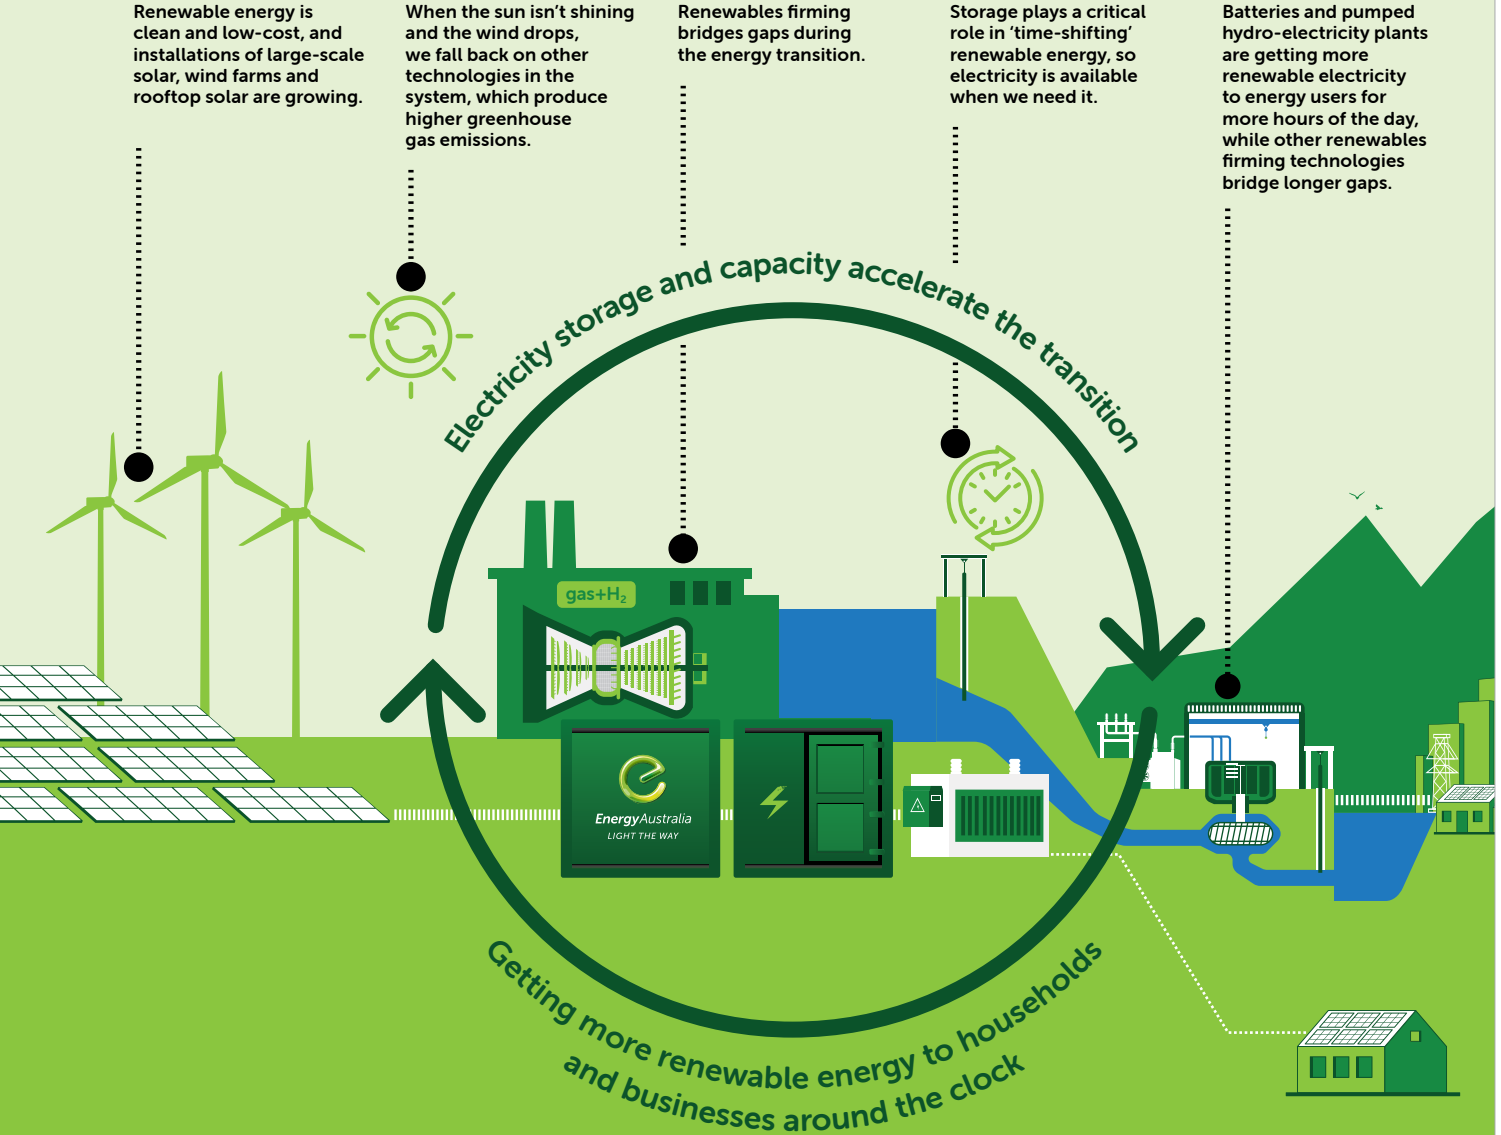 Renewable energy is
clean and low-cost, and
installations of large-scale
solar, wind farms and
rooftop solar are growing.
When the sun isn’t shining
and the wind drops,
we fall back on other
technologies in the
system, which produce
higher greenhouse
gas emissions.
Renewables firming
bridges gaps during
the energy transition.
Storage plays a critical
role in ‘time-shifting’
renewable energy, so
electricity is available
when we need it.
Batteries and pumped
hydro-electricity plants
are getting more
renewable electricity
to energy users for
more hours of the day,
while other renewables
firming technologies
bridge longer gaps.
Electricity storage and capacity accelerate the transition
gas+H₂
EnergyAustralia
LIGHT THE WAY
Getting more renewable energy to households
and businesses around the clock